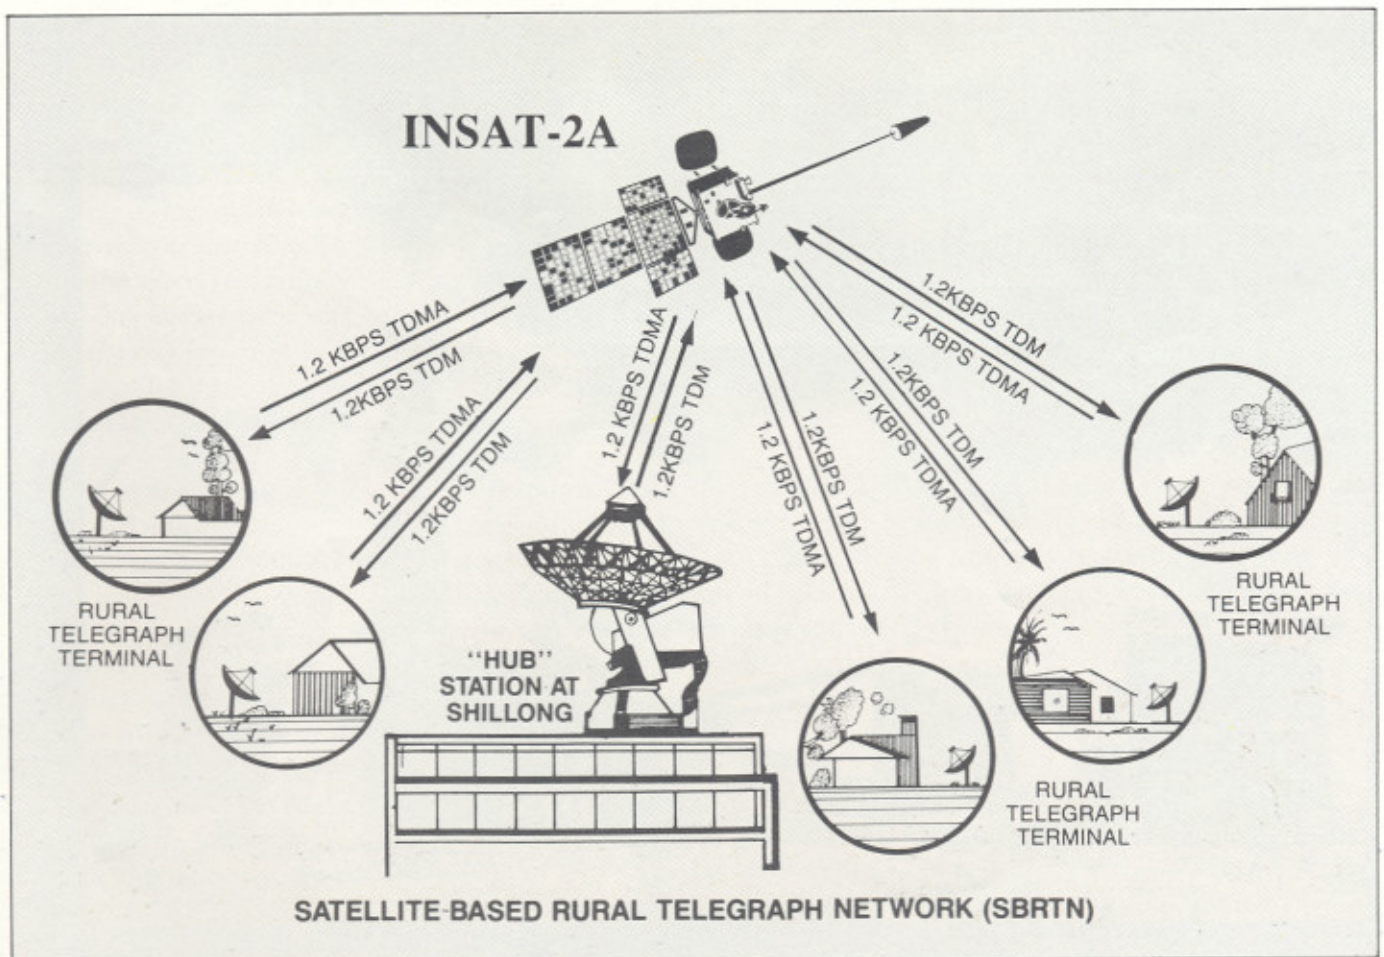 INSAT-2A
1.2 KBPS TDMA
1.2KBPS TDM
1.2 KBPS TDMA
1.2KBPS TDM
1.2 KBPS TDMA
1.2KBPS TDM
1.2KBPS TDM
1.2 KBPS TDMA
1.2KBPS TDM
1.2 KBPS TDMA
1.2KBPS TDM
1.2 KBPS TDMA
RURAL
TELEGRAPH
TERMINAL
"HUB"
STATION AT
SHILLONG
RURAL
TELEGRAPH
TERMINAL
RURAL
TELEGRAPH
TERMINAL
SATELLITE-BASED RURAL TELEGRAPH NETWORK (SBRTN)